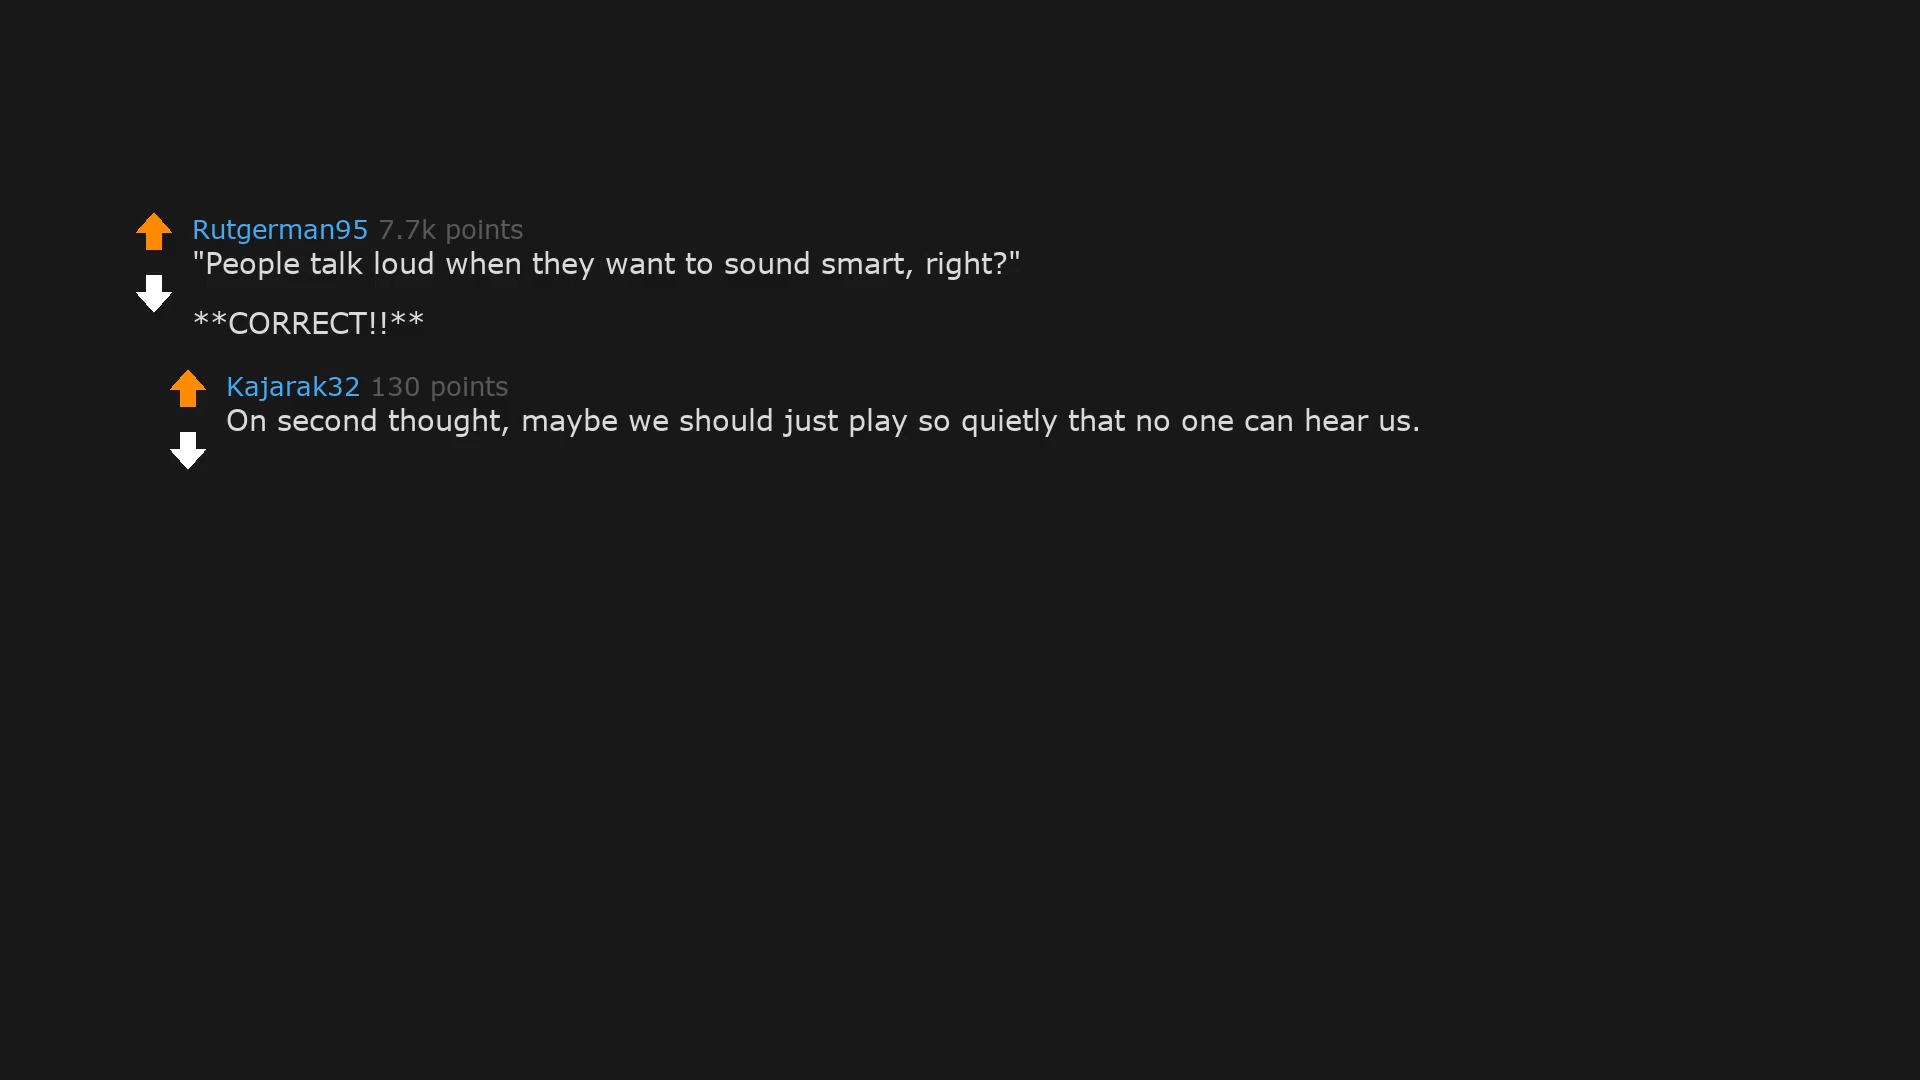 Rutgerman95 7.7k points
"People talk loud when they want to sound smart, right?"
**CORRECT!!**
Kajarak32 130 points
On second thought, maybe we should just play so quietly that no one can hear us.